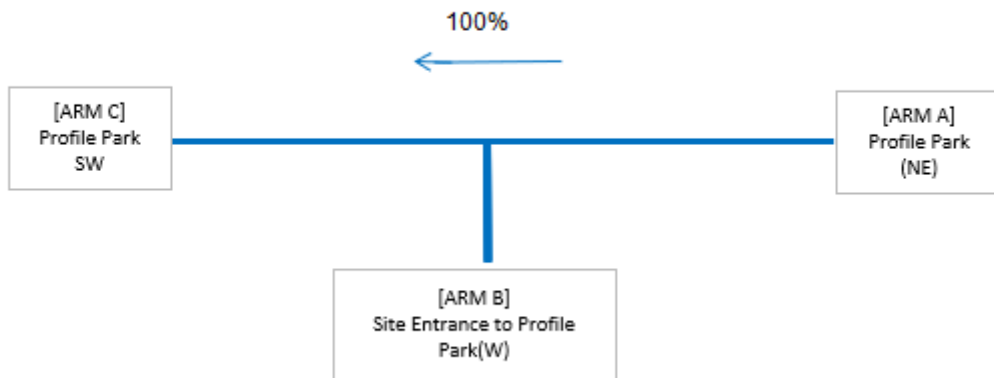 100%
[ARM C]
Profile Park
SW
[ARM A]
Profile Park
(NE)
[ARM B]
Site Entrance to Profile
Park(W)